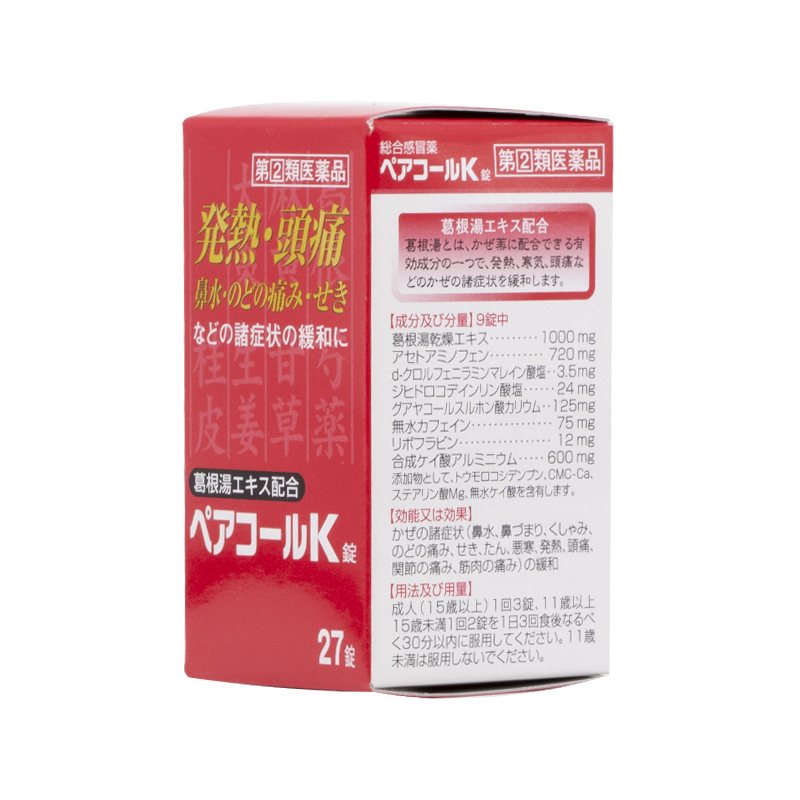 第②類医薬品
発熱・頭痛
鼻水・のどの痛み・せき
などの諸症状の緩和に
桂生甘芍
皮姜草薬
葛根湯エキス配合
ペアコールK錠
27錠
総合感冒薬
ペアコールK錠
第②類医薬品
葛根湯エキス配合
葛根湯とは、かぜ薬に配合できる有
効成分の一つで、発熱、寒気、頭痛な
どのかぜの諸症状を緩和します。
【成分及び分量】9錠中
葛根湯乾燥エキス………1000mg
アセトアミノフェン………720mg
d-クロルフェニラミンマレイン酸塩‥3.5mg
ジヒドロコデインリン酸塩……24mg
グアヤコールスルホン酸カリウム‥125mg
無水カフェイン……………75mg
リボフラビン………………12mg
合成ケイ酸アルミニウム……600mg
添加物として、トウモロコシデンプン、CMC-Ca、
ステアリン酸Mg、無水ケイ酸を含有します。
【効能又は効果】
かぜの諸症状(鼻水、鼻づまり、くしゃみ、
のどの痛み、せき、たん、悪寒、発熱、頭痛、
関節の痛み、筋肉の痛み)の緩和
【用法及び用量】
成人(15歳以上)1回3錠、11歳以上
15歳未満1回2錠を1日3回食後なるべ
く30分以内に服用してください。11歳
未満は服用しないでください。